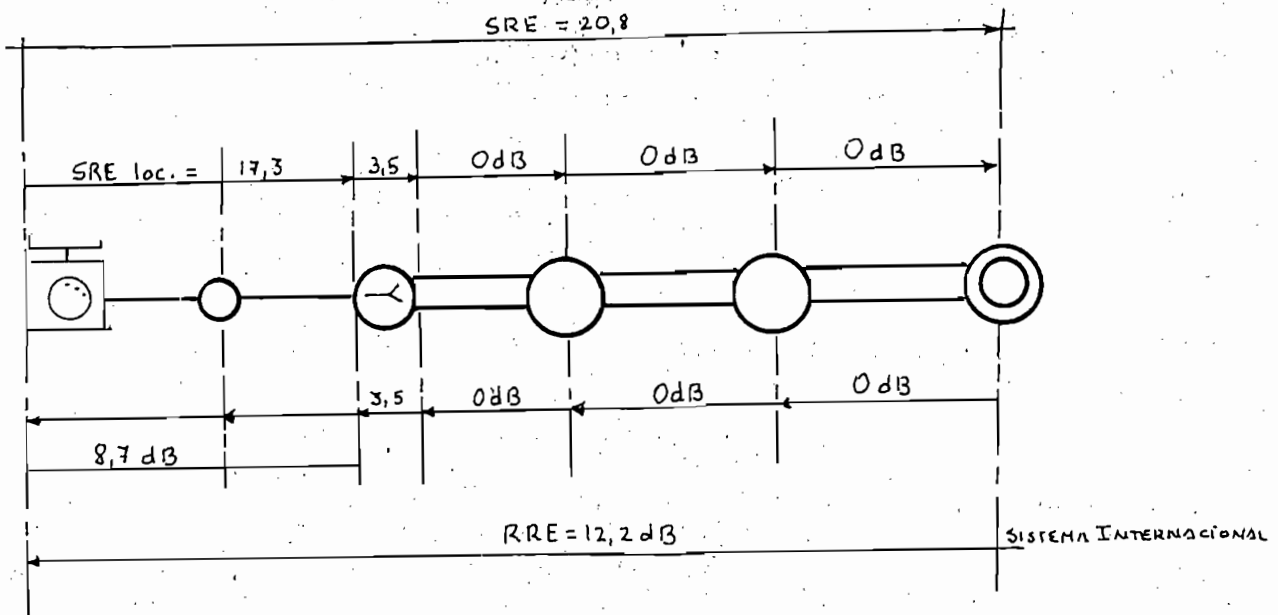 SRE = 20,8
SRE loc. = 17,3
3,5
0dB
0dB
0dB
3,5
0dB
0dB
0dB
8,7 dB
RRE = 12,2 dB
SISTEMA INTERNACIONAL